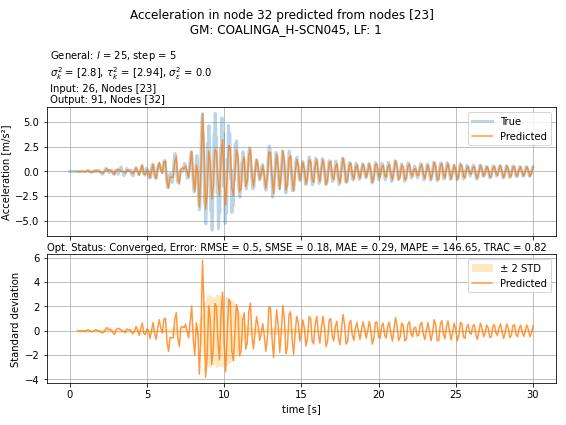 Acceleration in node 32 predicted from nodes [23]
GM: COALINGA_H-SCN045, LF: 1
General: l = 25, step = 5
σ²ₖ = [2.8], τ²ₖ = [2.94], σ²ε = 0.0
Input: 26, Nodes [23]
Output: 91, Nodes [32]
Acceleration [m/s²]
5.0
2.5
0.0
−2.5
−5.0
True
Predicted
Opt. Status: Converged, Error: RMSE = 0.5, SMSE = 0.18, MAE = 0.29, MAPE = 146.65, TRAC = 0.82
Standard deviation
6
4
2
0
−2
−4
± 2 STD
Predicted
0 5 10 15 20 25 30
time [s]